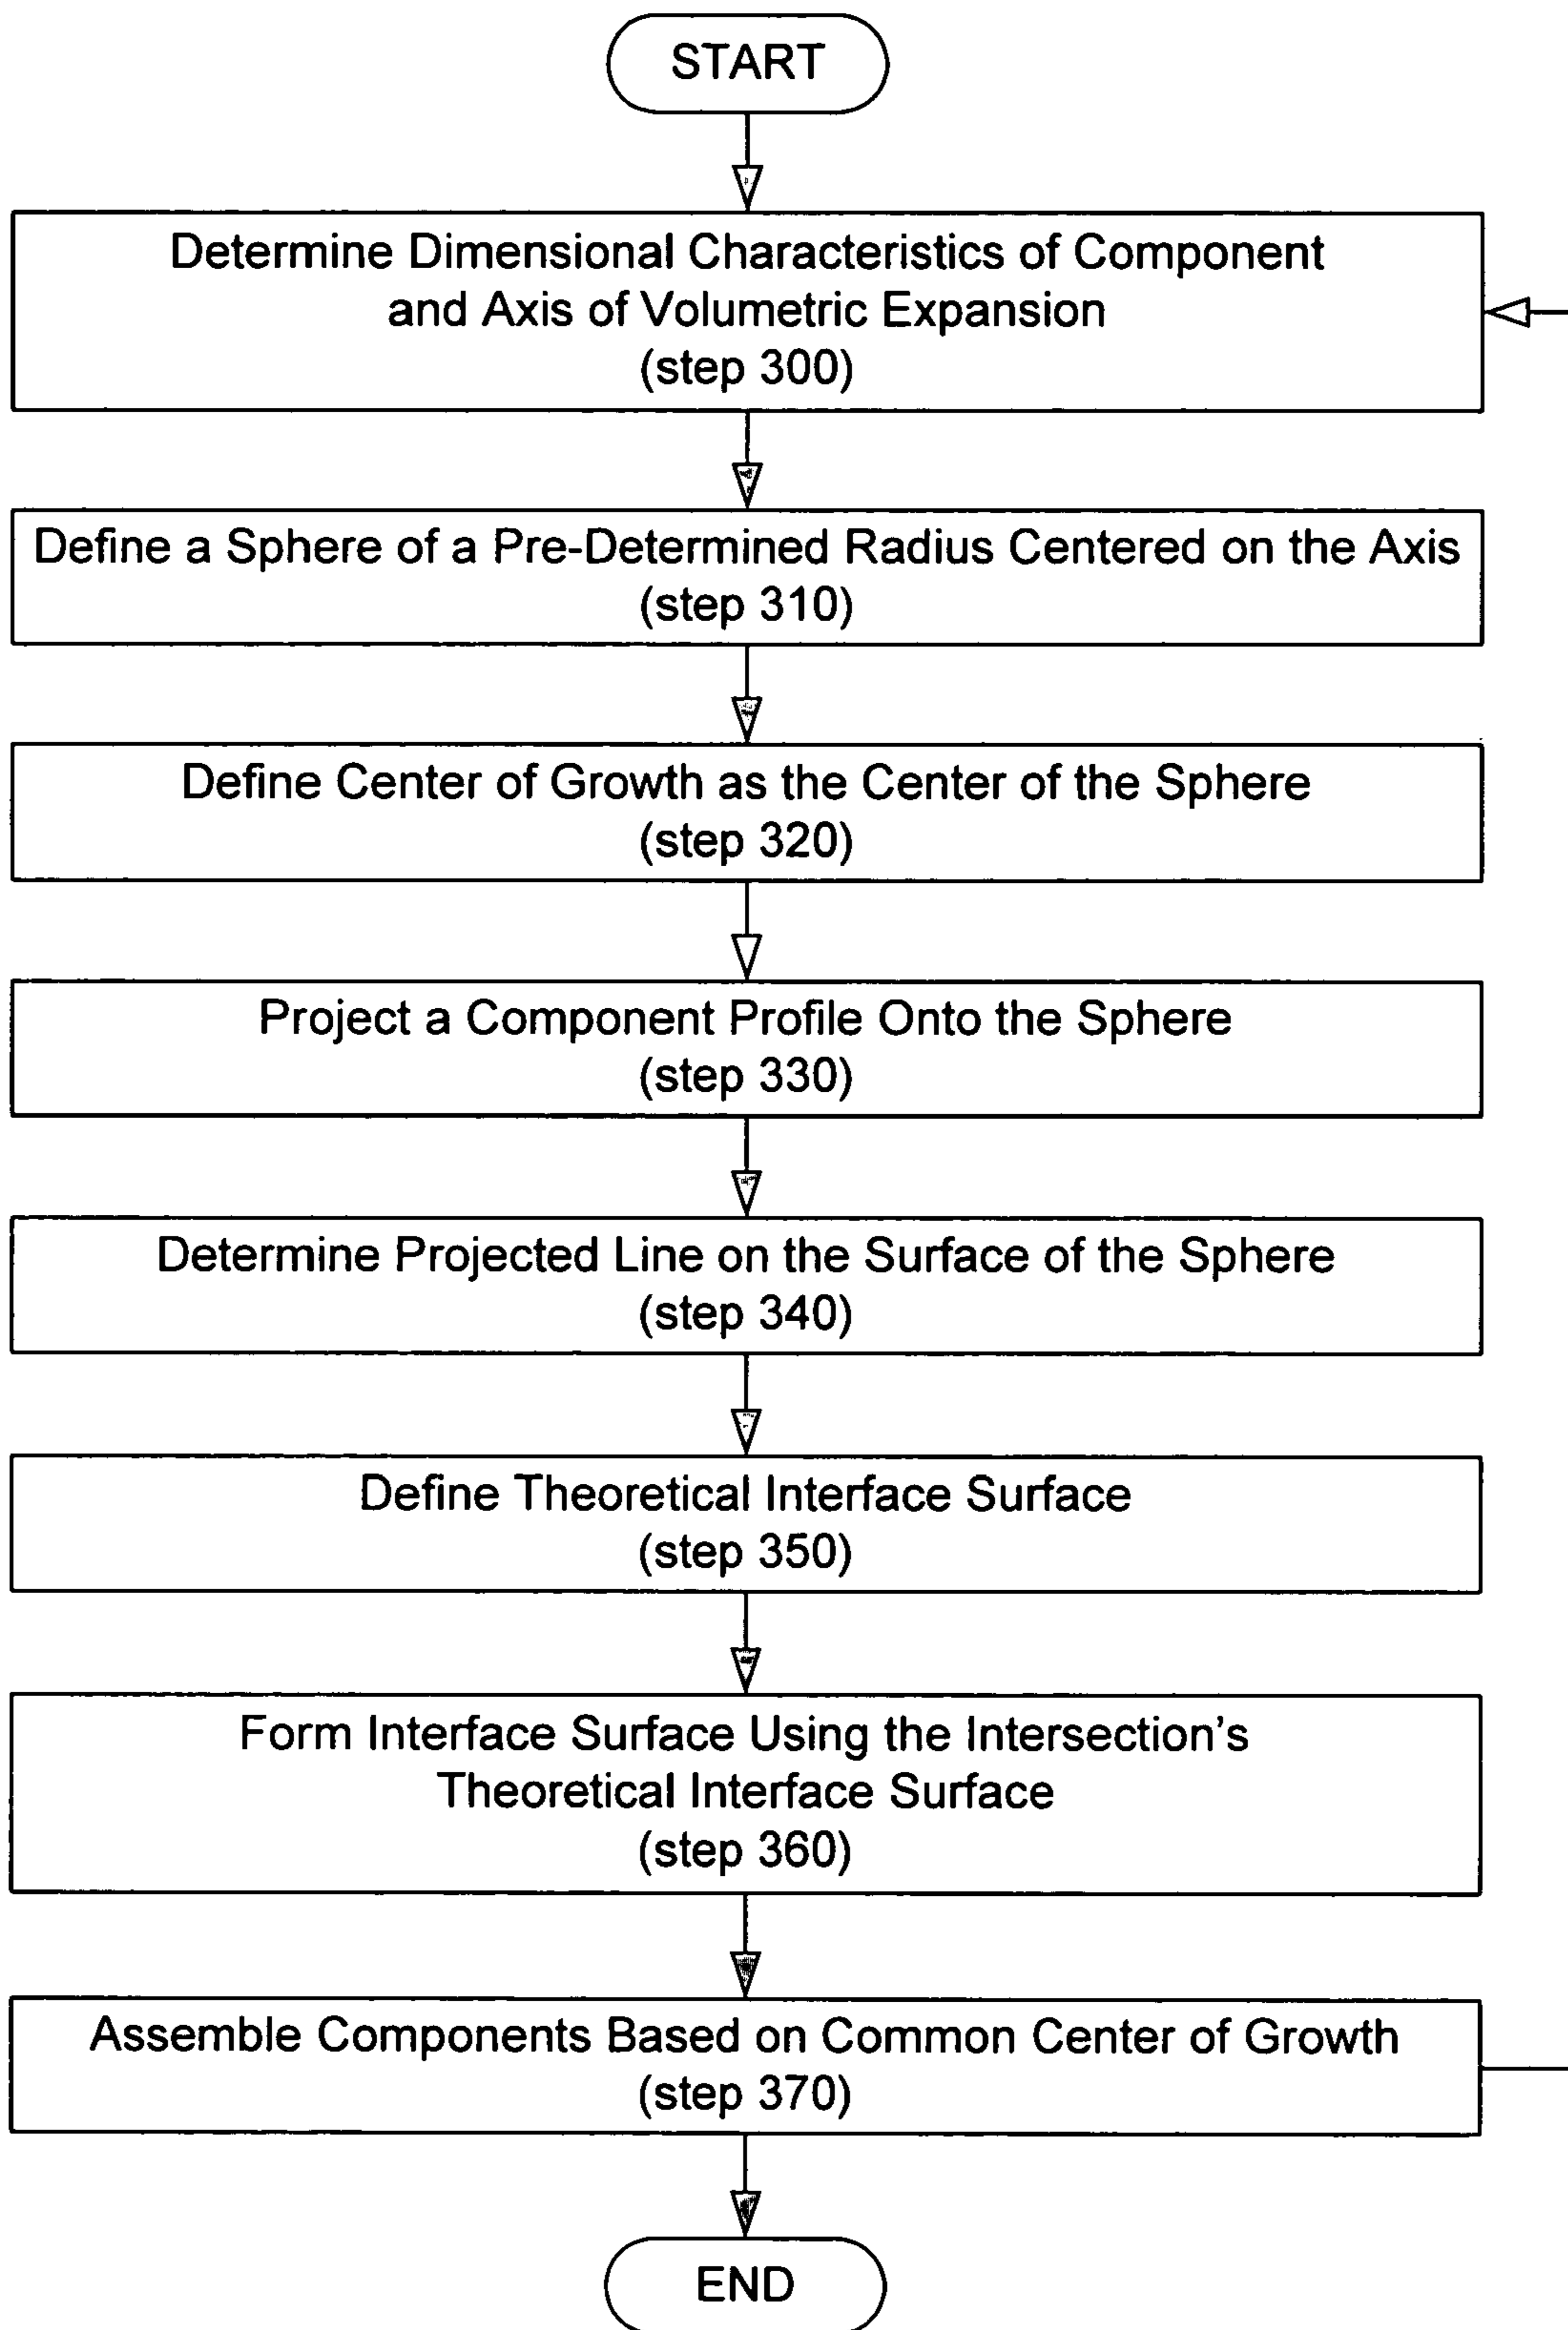 START
Determine Dimensional Characteristics of Component
and Axis of Volumetric Expansion
(step 300)
Define a Sphere of a Pre-Determined Radius Centered on the Axis
(step 310)
Define Center of Growth as the Center of the Sphere
(step 320)
Project a Component Profile Onto the Sphere
(step 330)
Determine Projected Line on the Surface of the Sphere
(step 340)
Define Theoretical Interface Surface
(step 350)
Form Interface Surface Using the Intersection's
Theoretical Interface Surface
(step 360)
Assemble Components Based on Common Center of Growth
(step 370)
END